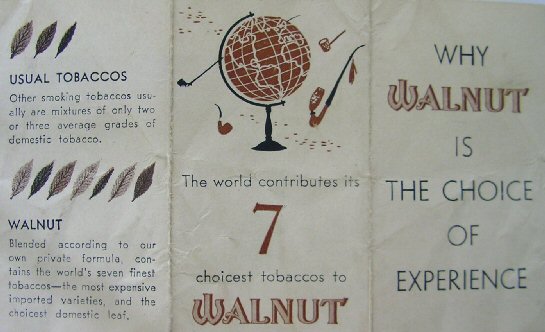 USUAL TOBACCOS
Other smoking tobaccos usu-
ally are mixtures of only two
or three average grades of
domestic tobacco.
WALNUT
Blended according to our
own private formula, con-
tains the world's seven finest
tobaccos—the most expensive
imported varieties, and the
choicest domestic leaf.
The world contributes its
7
choicest tobaccos to
WALNUT
WHY
WALNUT
IS
THE CHOICE
OF
EXPERIENCE